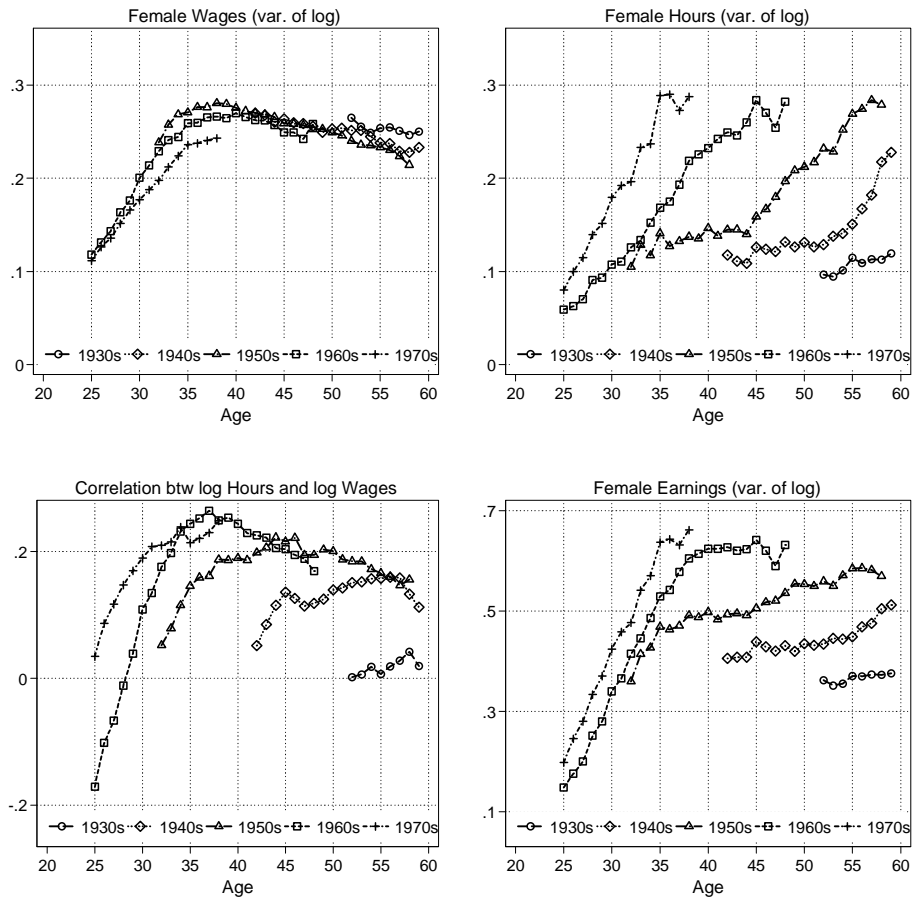 Female Wages (var. of log)
.3
.2
.1
0
1930s 1940s 1950s 1960s 1970s
20 25 30 35 40 45 50 55 60
Age
Female Hours (var. of log)
.3
.2
.1
0
1930s 1940s 1950s 1960s 1970s
20 25 30 35 40 45 50 55 60
Age
Correlation btw log Hours and log Wages
.2
0
-.2
1930s 1940s 1950s 1960s 1970s
20 25 30 35 40 45 50 55 60
Age
Female Earnings (var. of log)
.7
.5
.3
.1
1930s 1940s 1950s 1960s 1970s
20 25 30 35 40 45 50 55 60
Age